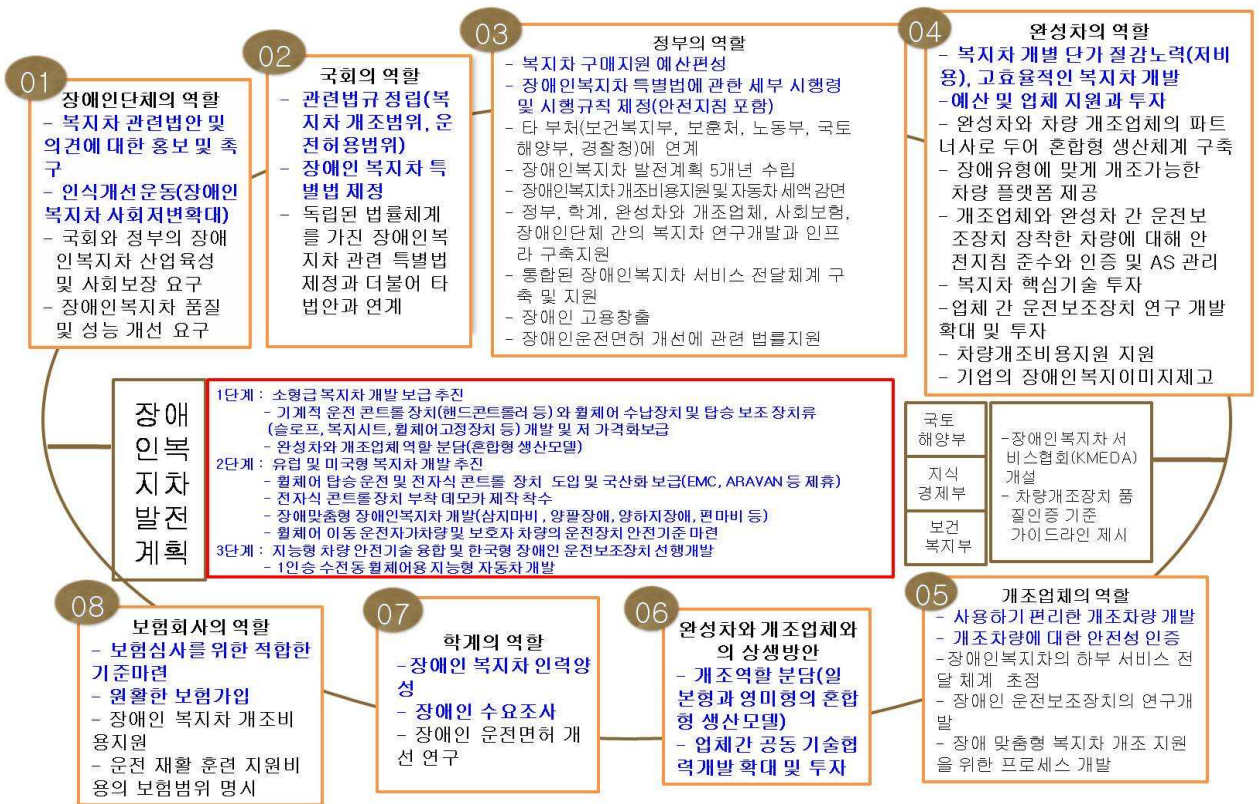 01
장애인단체의 역할
- 복지차 관련법안 및
의견에 대한 홍보 및 촉
구
- 인식개선운동(장애인
복지차 사회저변확대)
- 국회와 정부의 장애
인복지차 산업육성
및 사회보장 요구
- 장애인복지차 품질
및 성능 개선 요구
02
국회의 역할
- 관련법규 정립(복
지차 개조범위, 운
전허용범위)
- 장애인 복지차 특
별법 제정
- 독립된 법률체계
를 가진 장애인복
지차 관련 특별법
제정과 더불어 타
법안과 연계
03
정부의 역할
- 복지차 구매지원 예산편성
- 장애인복지차 특별법에 관한 세부 시행령
및 시행규칙 제정(안전지침 포함)
- 타 부처(보건복지부, 보훈처, 노동부, 국토
해양부, 경찰청)에 연계
- 장애인복지차 발전계획 5개년 수립
- 장애인복지차개조비용지원 및 자동차 세액 감면
- 정부, 학계, 완성차와 개조업체, 사회보험,
장애인단체 간의 복지차 연구개발과 인프
라 구축지원
- 통합된 장애인복지차 서비스 전달체계 구
축 및 지원
- 장애인 고용창출
- 장애인운전면허 개선에 관련 법률지원
04
완성차의 역할
- 복지차 개별 단가 절감노력(저비
용), 고효율적인 복지차 개발
- 예산 및 업체 지원과 투자
- 완성차와 차량 개조업체의 파트
너사로 두어 혼합형 생산체계 구축
- 장애유형에 맞게 개조가능한
차량 플랫폼 제공
- 개조업체와 완성차 간 운전보
조장치 장착한 차량에 대해 안
전지침 준수와 인증 및 AS 관리
- 복지차 핵심기술 투자
- 업체 간 운전보조장치 연구 개발
확대 및 투자
- 차량개조비용지원 지원
- 기업의 장애인복지이미지제고
장애
인복
지차
발전
계획
1단계 : 소형급 복지차 개발 보급 추진
- 기계적 운전 콘트롤 장치(핸드콘트롤러 등) 와 휠체어 수납장치 및 탑승 보조 장치류
(슬로프, 복지시트, 휠체어고정장치 등) 개발 및 저 가격화보급
- 완성차와 개조업체 역할 분담(혼합형 생산모델)
2단계 : 유럽 및 미국형 복지차 개발 추진
- 휠체어 탑승 운전 및 전자식 콘트롤 장치 도입 및 국산화 보급(EMC, ARAVAN 등 제휴)
- 전자식 콘트롤 장치 부착 데모카 제작 착수
- 장애맞춤형 장애인복지차 개발(삼지마비, 양팔장애, 양하지장애, 편마비 등)
- 휠체어 이동 운전자가차량 및 보호자 차량의 운전장치 안전기준 마련
3단계 : 지능형 차량 안전기술 융합 및 한국형 장애인 운전보조장치 선행개발
- 1인승 수전동 휠체어용 지능형 자동차 개발
국토
해양부
지식
경제부
보건
복지부
-장애인복지차 서
비스협회(KMEDA)
개설
- 차량개조장치 품
질인증 기준
가이드라인 제시
08
보험회사의 역할
- 보험심사를 위한 적합한
기준마련
- 원활한 보험가입
- 장애인 복지차 개조비
용지원
- 운전 재활 훈련 지원비
용의 보험범위 명시
07
학계의 역할
- 장애인 복지차 인력양
성
- 장애인 수요조사
- 장애인 운전면허 개
선 연구
06
완성차와 개조업체와
의 상생방안
- 개조역할 분담(일
본형과 영미형의 혼합
형 생산모델)
- 업체간 공동 기술협
력개발 확대 및 투자
05
개조업체의 역할
- 사용하기 편리한 개조차량 개발
- 개조차량에 대한 안전성 인증
-장애인복지차의 하부 서비스 전
달 체계 초점
- 장애인 운전보조장치의 연구개
발
- 장애 맞춤형 복지차 개조 지원
을 위한 프로세스 개발